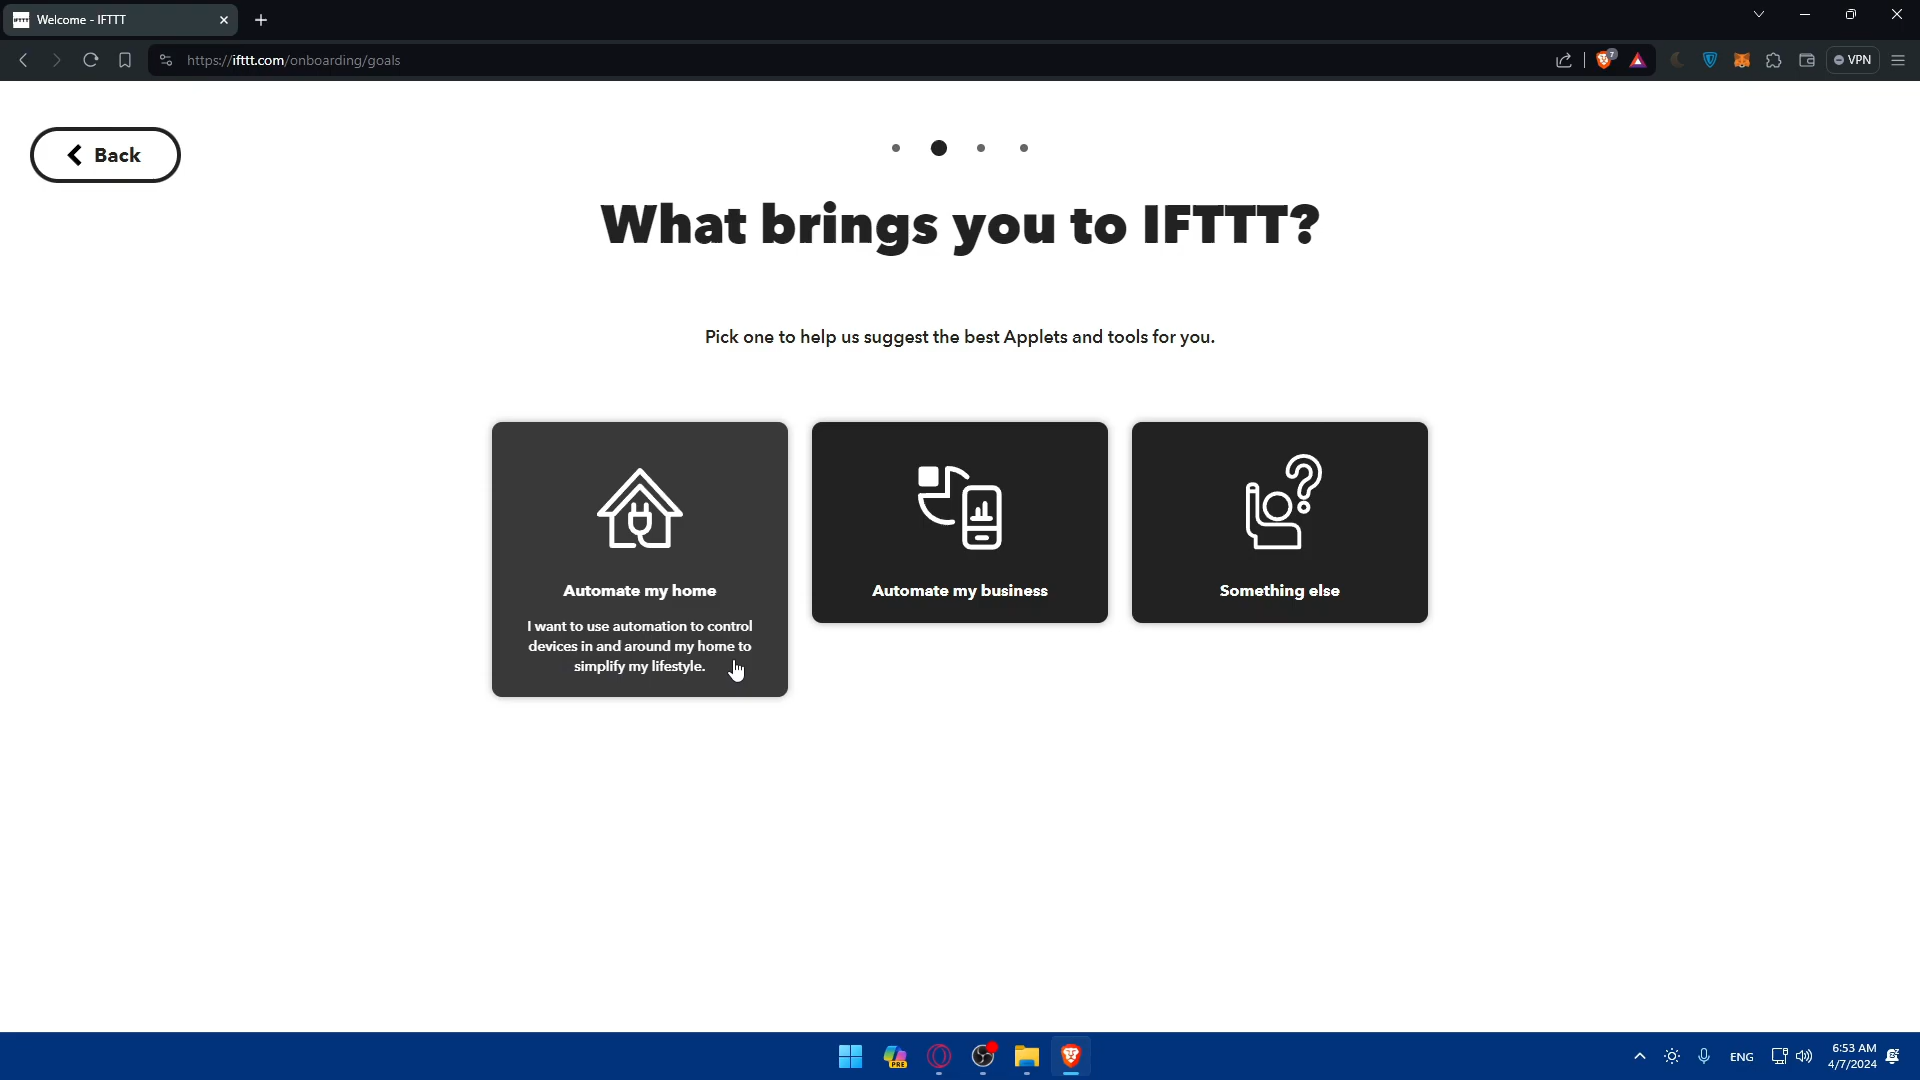 Welcome - IFTTT
https://ifttt.com/onboarding/goals
7
VPN
Back
What brings you to IFTTT?
Pick one to help us suggest the best Applets and tools for you.
Automate my home
I want to use automation to control
devices in and around my home to
simplify my lifestyle.
Automate my business
Something else
PRE
ENG
6:53 AM
4/7/2024